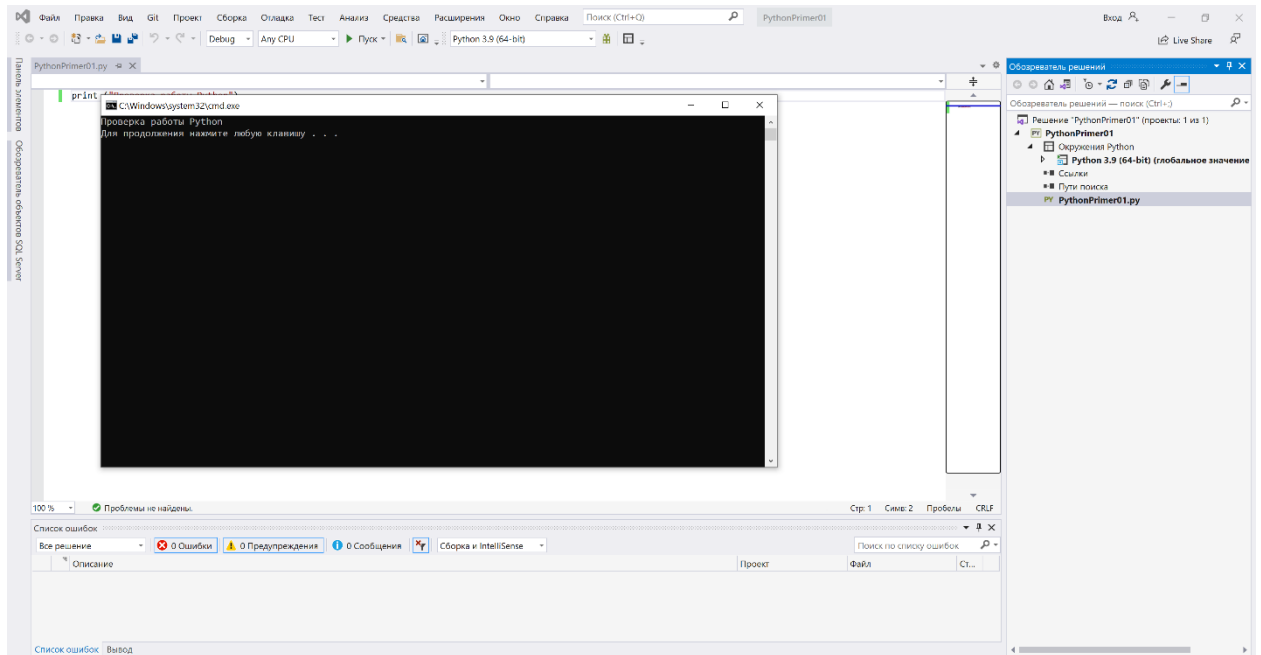 Файл Правка Вид Git Проект Сборка Отладка Тест Анализ Средства Расширения Окно Справка Поиск (Ctrl+Q) PythonPrimer01 Вход
Debug Any CPU Пуск Python 3.9 (64-bit) Live Share
Панель элементов
Обозреватель объектов SQL Server
PythonPrimer01.py
print
C:\Windows\system32\cmd.exe
Проверка работы Python
Для продолжения нажмите любую клавишу . . .
100 % Проблемы не найдены. Стр: 1 Симв: 2 Пробелы CRLF
Список ошибок
Все решение 0 Ошибки 0 Предупреждения 0 Сообщения Сборка и IntelliSense Поиск по списку ошибок
Описание Проект Файл Ст...
Список ошибок Вывод
Обозреватель решений
Обозреватель решений — поиск (Ctrl+;)
Решение "PythonPrimer01" (проекты: 1 из 1)
PY PythonPrimer01
Окружения Python
Python 3.9 (64-bit) (глобальное значение
Ссылки
Пути поиска
PY PythonPrimer01.py